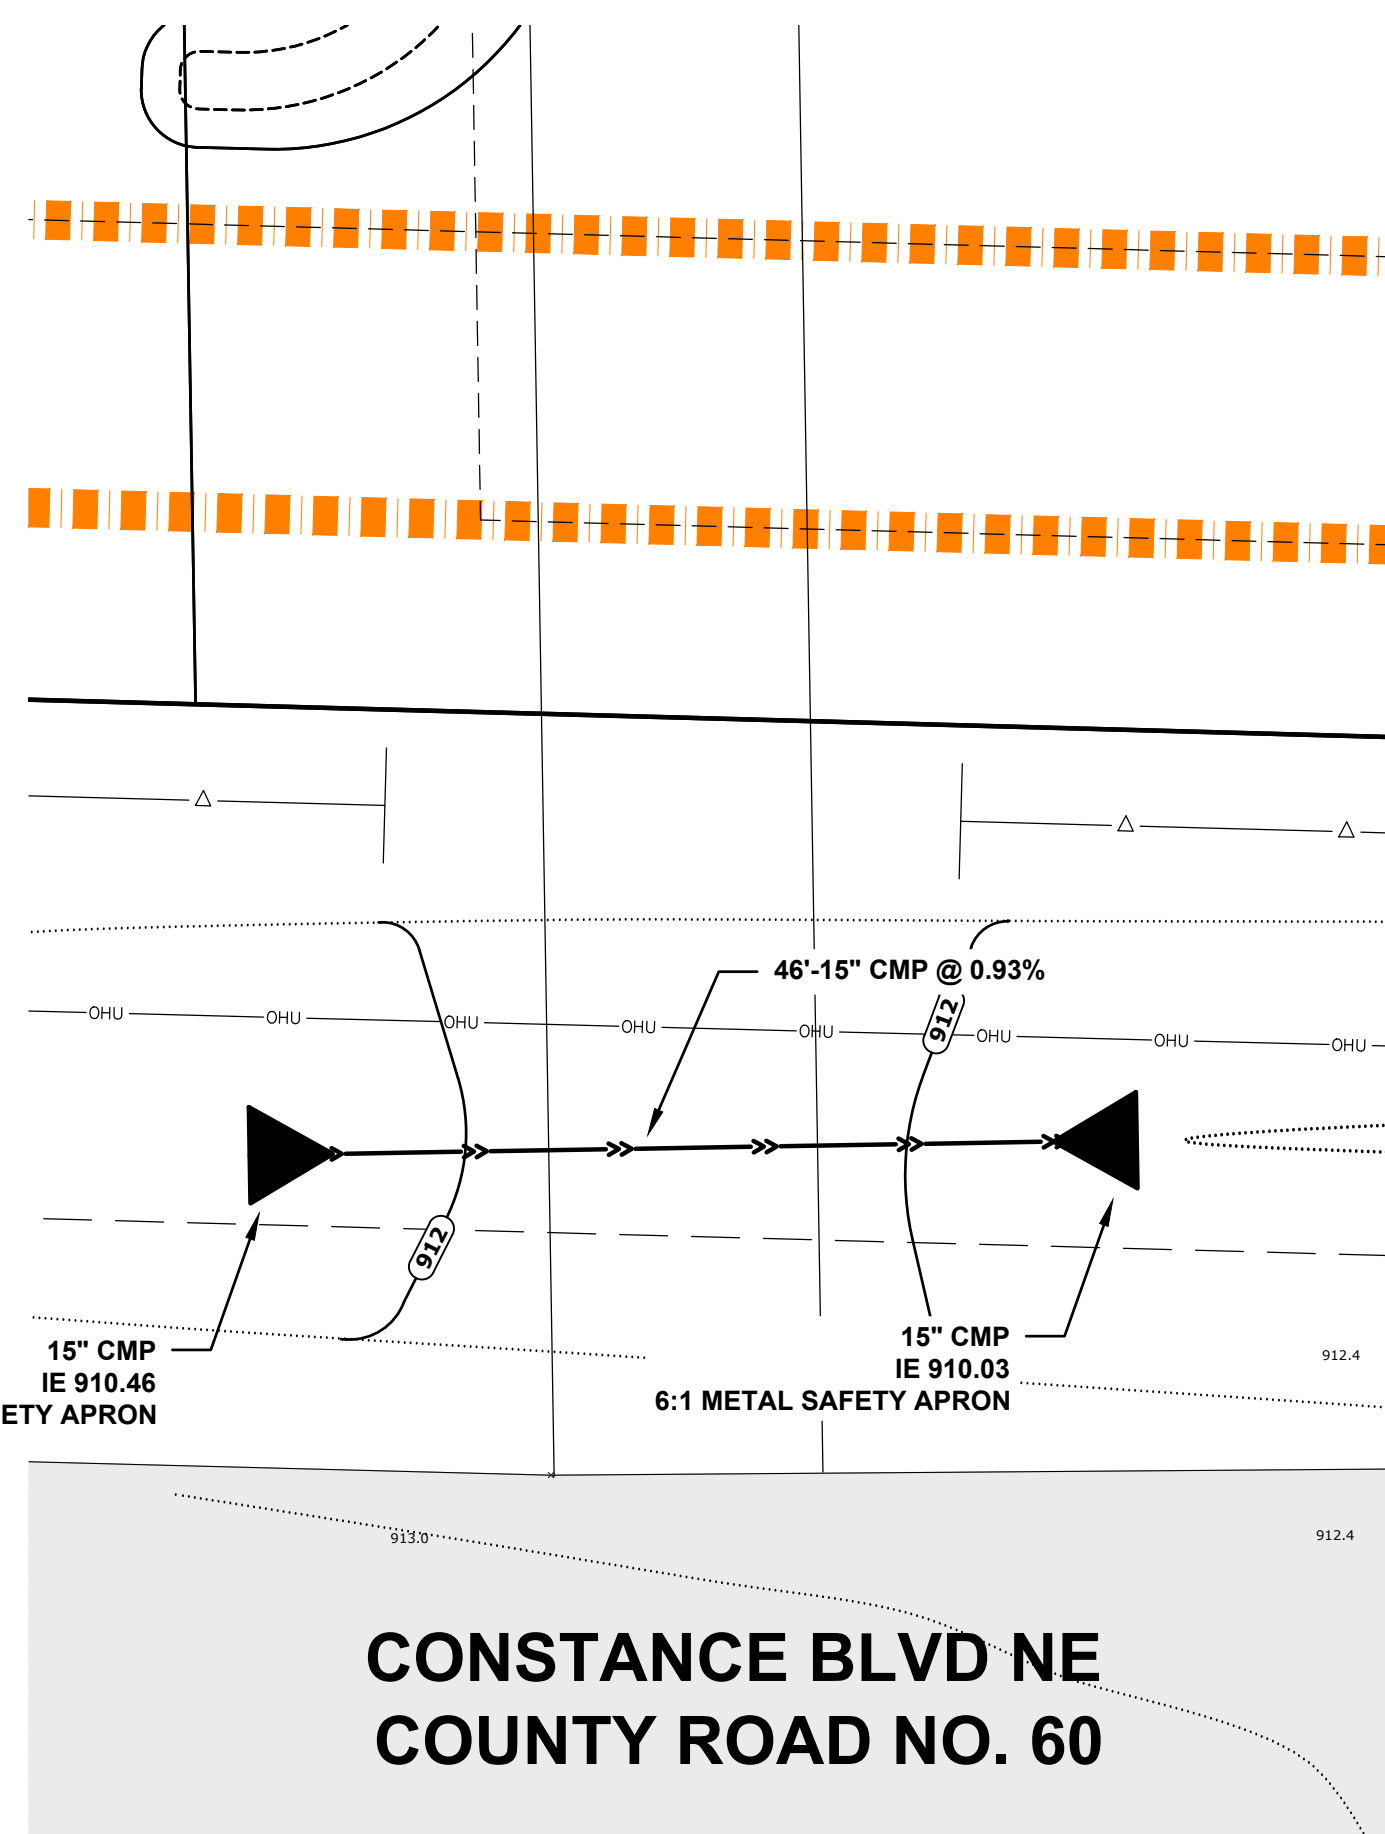 46'-15" CMP @ 0.93%
912
OHU OHU OHU OHU OHU OHU OHU OHU
912
15" CMP
IE 910.46
ETY APRON
15" CMP
IE 910.03
6:1 METAL SAFETY APRON
912.4
913.0
912.4
CONSTANCE BLVD NE
COUNTY ROAD NO. 60